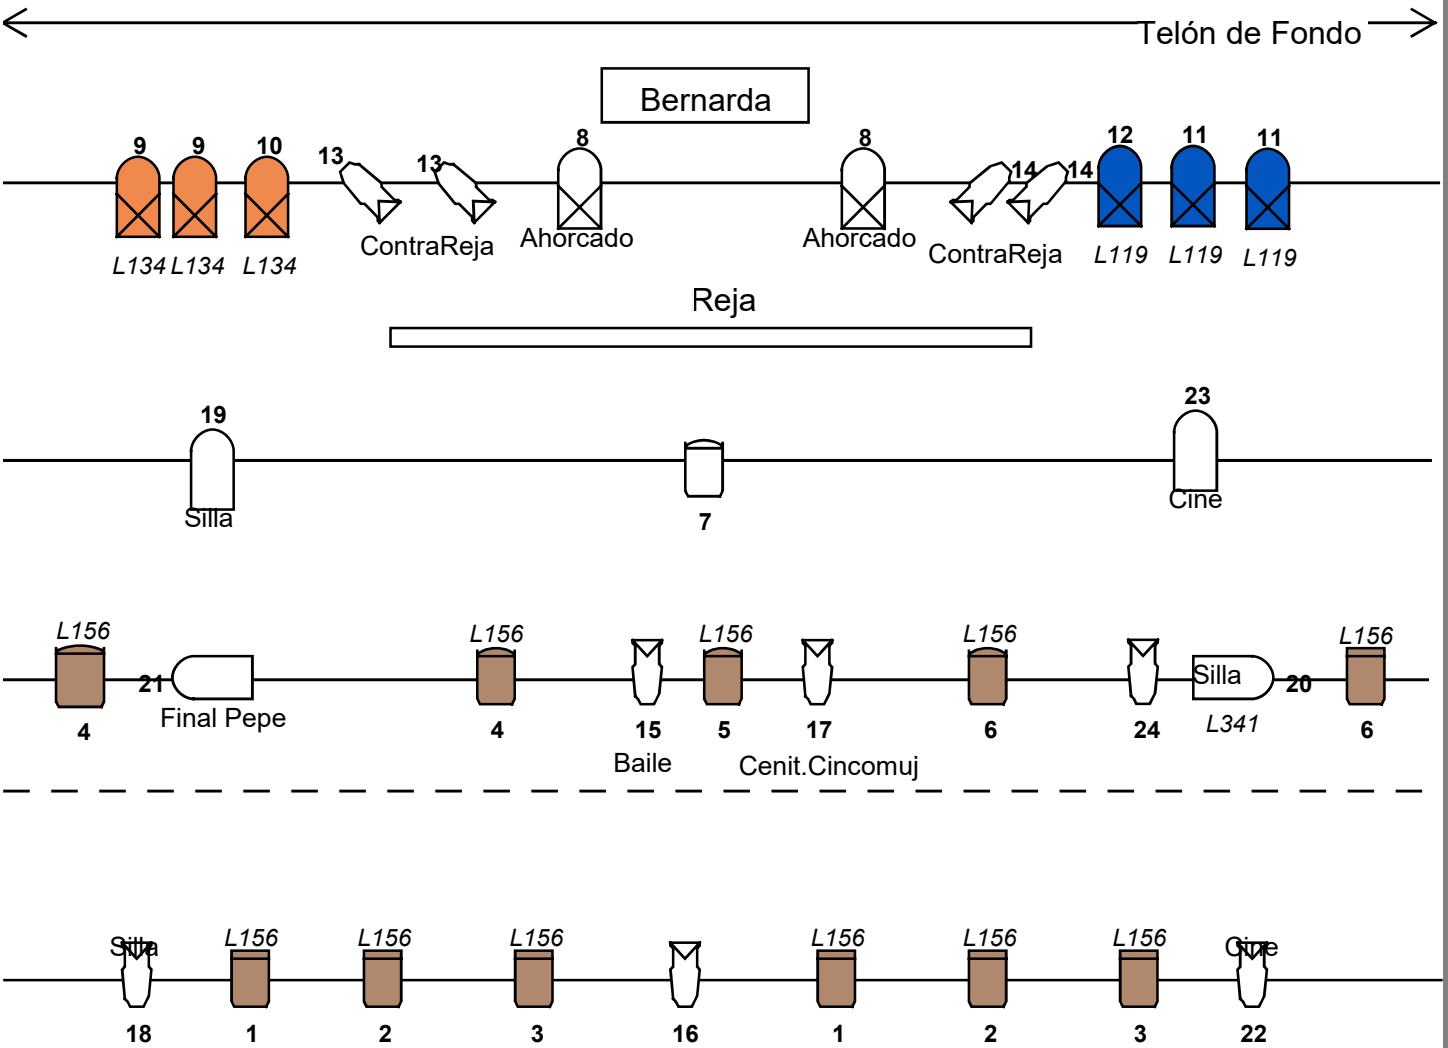 Telón de Fondo
Bernarda
9 9 10 13 13 8 8 14 14 12 11 11
ContraReja Ahorcado Ahorcado ContraReja
L134 L134 L134 L119 L119 L119
Reja
19 23
Silla 7 Cine
L156 L156 L156 L156 L156
21 Silla 20
4 Final Pepe 4 15 5 17 6 24 L341 6
Baile Cenit.Cincomuj
Silla L156 L156 L156 L156 L156 L156 Cine
18 1 2 3 16 1 2 3 22